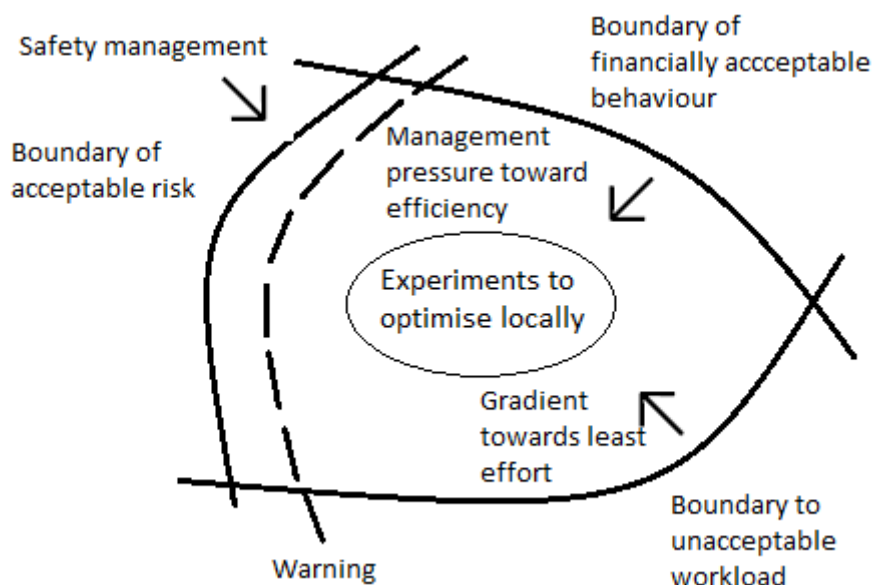 Safety management
Boundary of
financially accceptable
behaviour
Boundary of
acceptable risk
Management
pressure toward
efficiency
Experiments to
optimise locally
Gradient
towards least
effort
Boundary to
unacceptable
workload
Warning